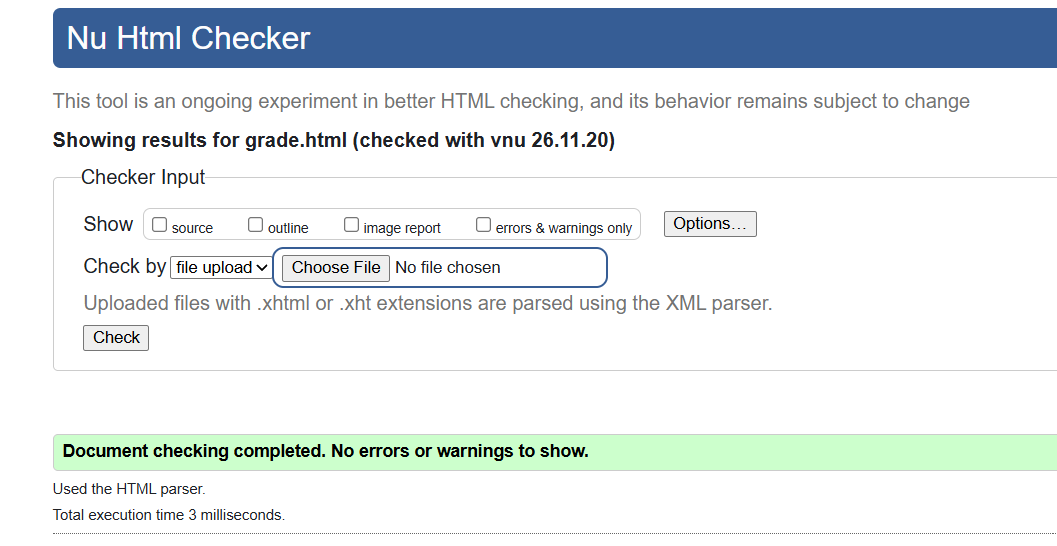 Nu Html Checker
This tool is an ongoing experiment in better HTML checking, and its behavior remains subject to change
Showing results for grade.html (checked with vnu 26.11.20)
Checker Input
Show source outline image report errors & warnings only Options…
Check by file upload Choose File No file chosen
Uploaded files with .xhtml or .xht extensions are parsed using the XML parser.
Check
Document checking completed. No errors or warnings to show.
Used the HTML parser.
Total execution time 3 milliseconds.